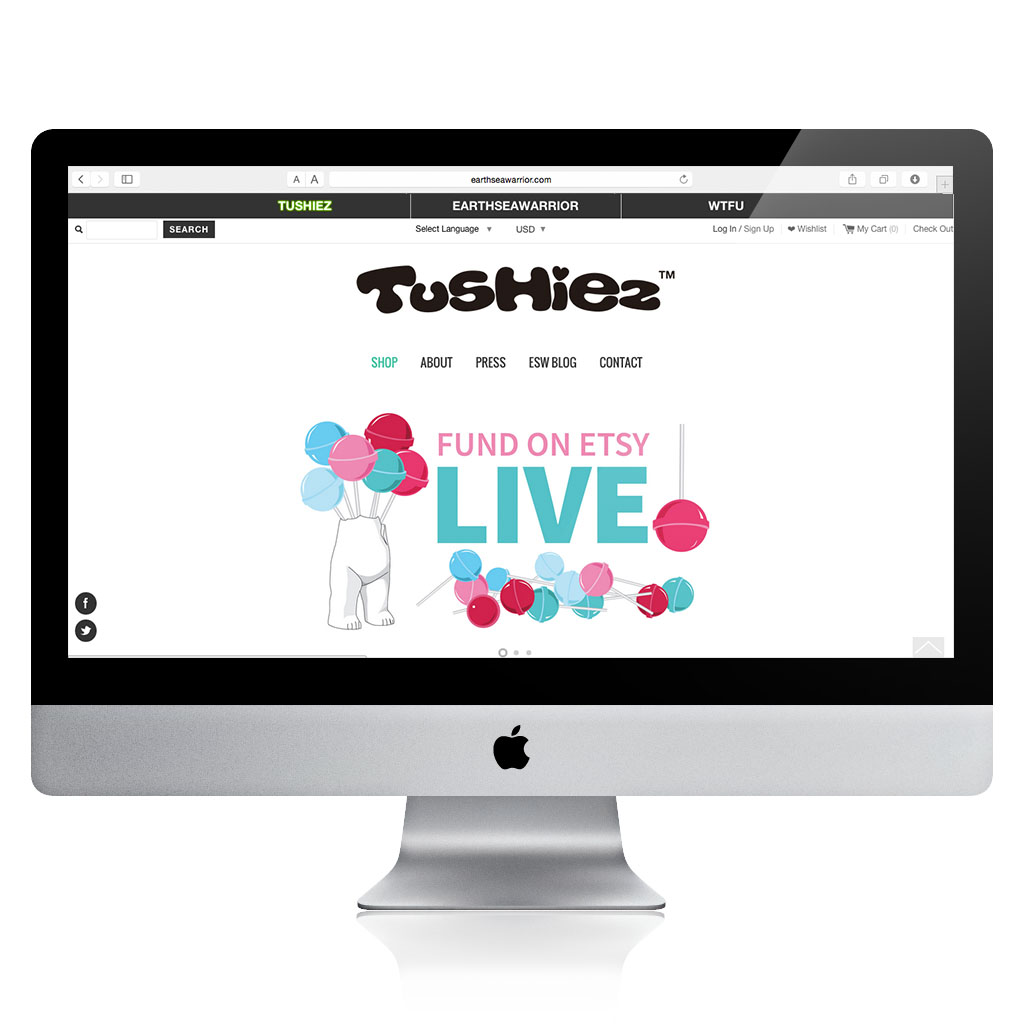 A A earthseawarrior.com
TUSHIEZ EARTHSEAWARRIOR WTFU
SEARCH Select Language ▼ USD ▼ Log In / Sign Up ❤ Wishlist My Cart (0) Check Out
TUSHiEZ™
SHOP ABOUT PRESS ESW BLOG CONTACT
FUND ON ETSY
LIVE
f